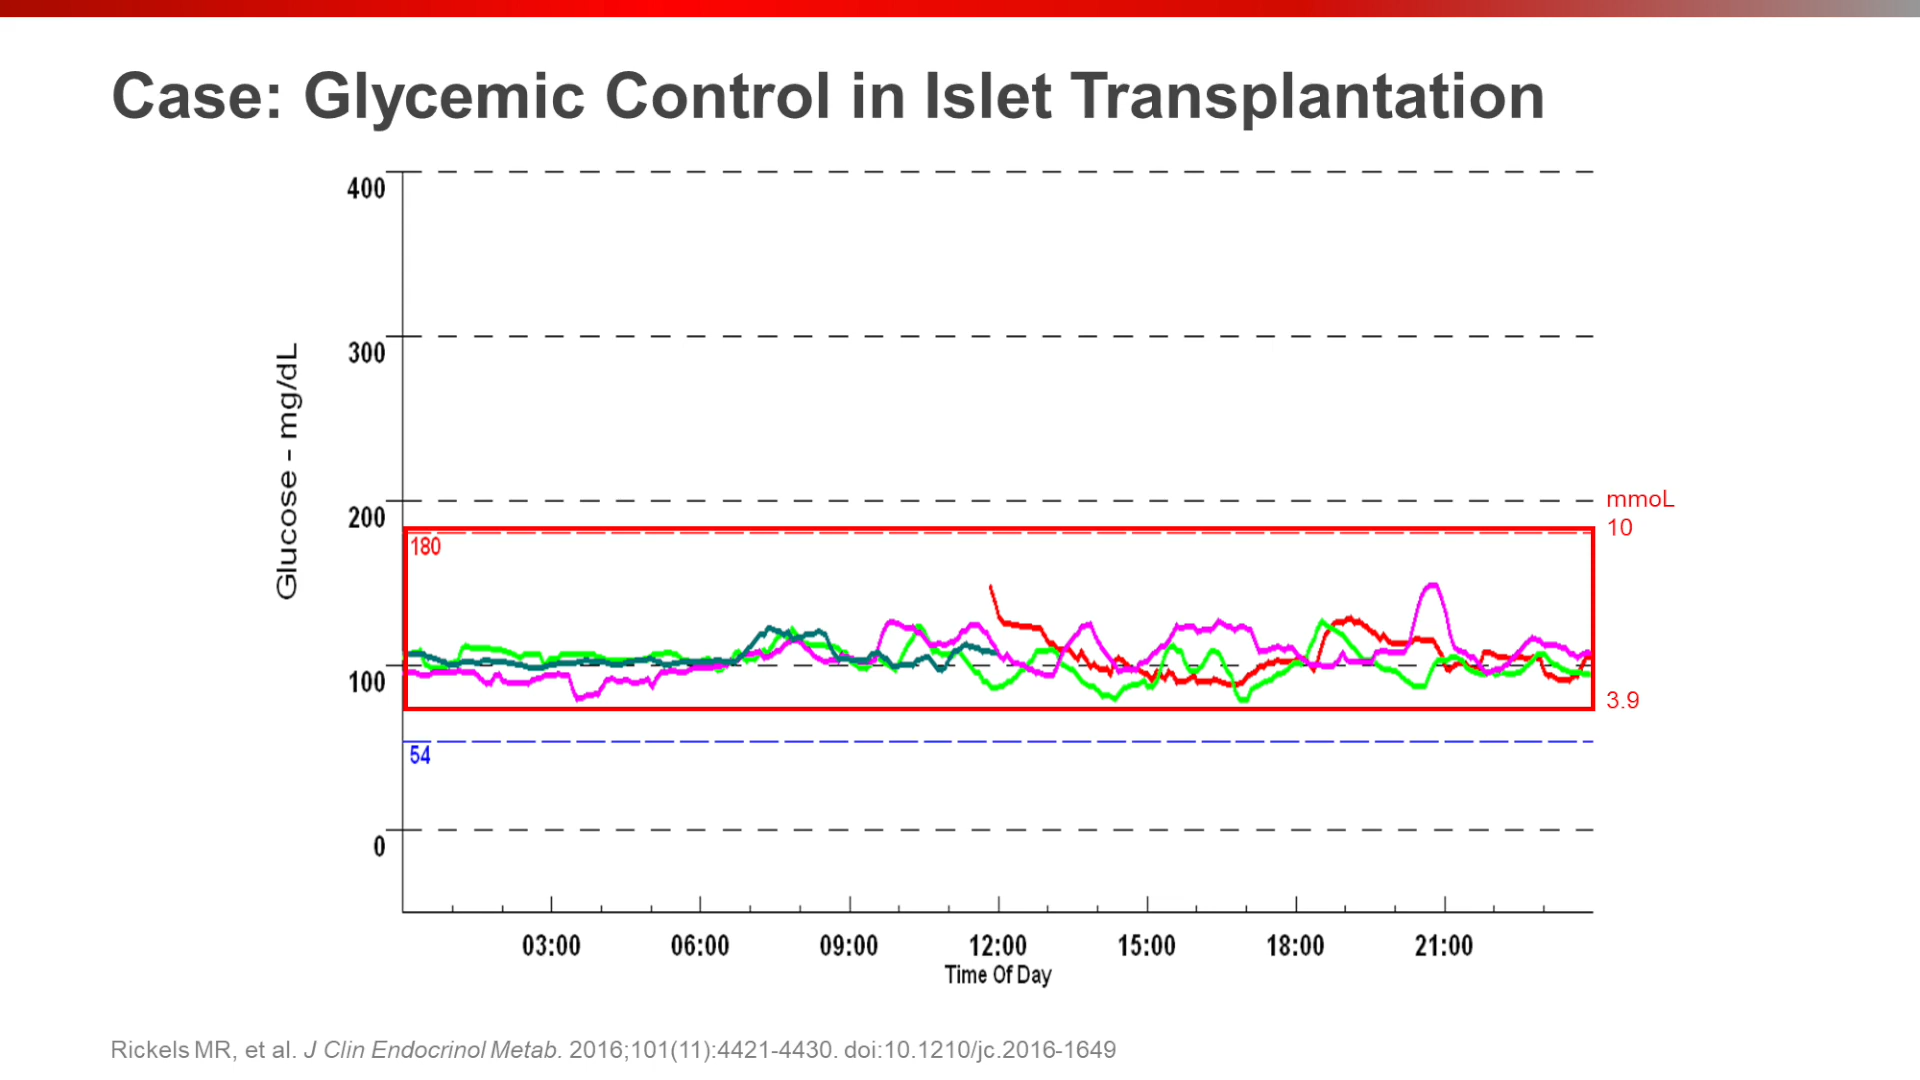 Case: Glycemic Control in Islet Transplantation
400
300
Glucose - mg/dL
200
mmoL
10
180
100
3.9
54
0
03:00 06:00 09:00 12:00 15:00 18:00 21:00
Time Of Day
Rickels MR, et al. J Clin Endocrinol Metab. 2016;101(11):4421-4430. doi:10.1210/jc.2016-1649